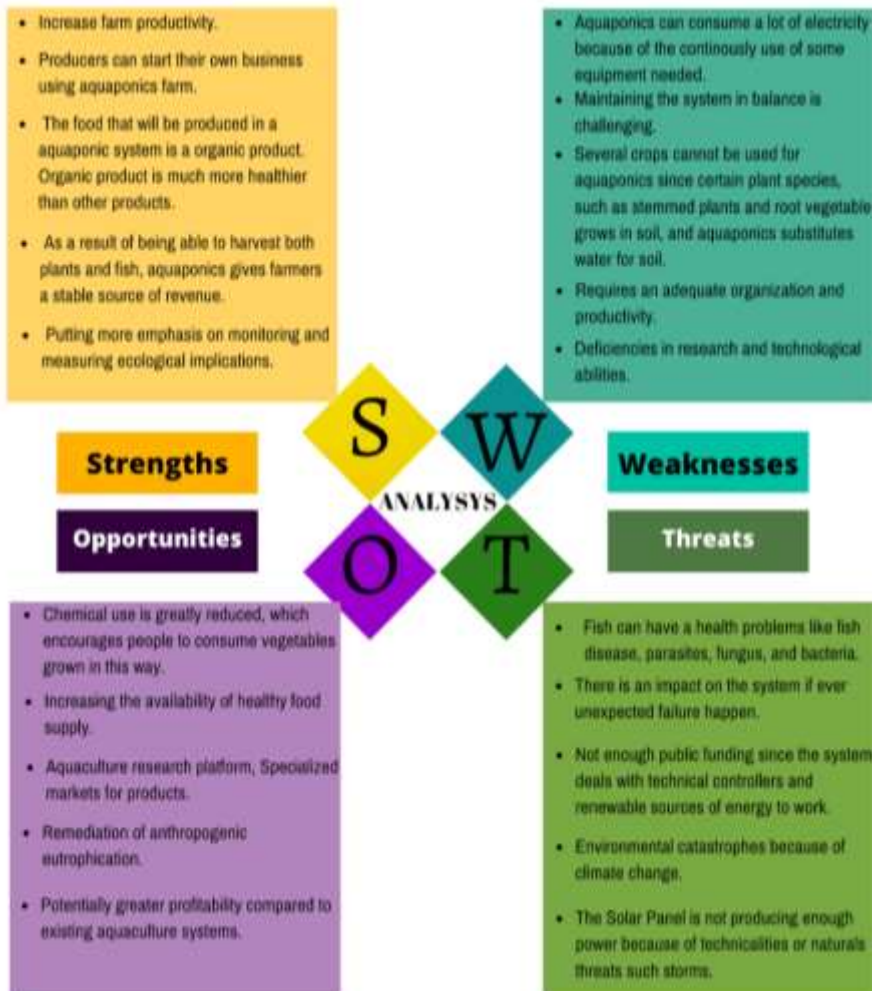 • Increase farm productivity.
• Producers can start their own business
using aquaponics farm.
• The food that will be produced in a
aquaponic system is a organic product.
Organic product is much more healthier
than other products.
• As a result of being able to harvest both
plants and fish, aquaponics gives farmers
a stable source of revenue.
• Putting more emphasis on monitoring and
measuring ecological implications.
• Aquaponics can consume a lot of electricity
because of the continously use of some
equipment needed.
• Maintaining the system in balance is
challenging.
• Several crops cannot be used for
aquaponics since certain plant species,
such as stemmed plants and root vegetable
grows in soil, and aquaponics substitutes
water for soil.
• Requires an adequate organization and
productivity.
• Deficiencies in research and technological
abilities.
S W
Strengths
Weaknesses
ANALYSYS
Opportunities
Threats
O T
• Chemical use is greatly reduced, which
encourages people to consume vegetables
grown in this way.
• Increasing the availability of healthy food
supply.
• Aquaculture research platform, Specialized
markets for products.
• Remediation of anthropogenic
eutrophication.
• Potentially greater profitability compared to
existing aquaculture systems.
• Fish can have a health problems like fish
disease, parasites, fungus, and bacteria.
• There is an impact on the system if ever
unexpected failure happen.
• Not enough public funding since the system
deals with technical controllers and
renewable sources of energy to work.
• Environmental catastrophes because of
climate change.
• The Solar Panel is not producing enough
power because of technicalities or naturals
threats such storms.